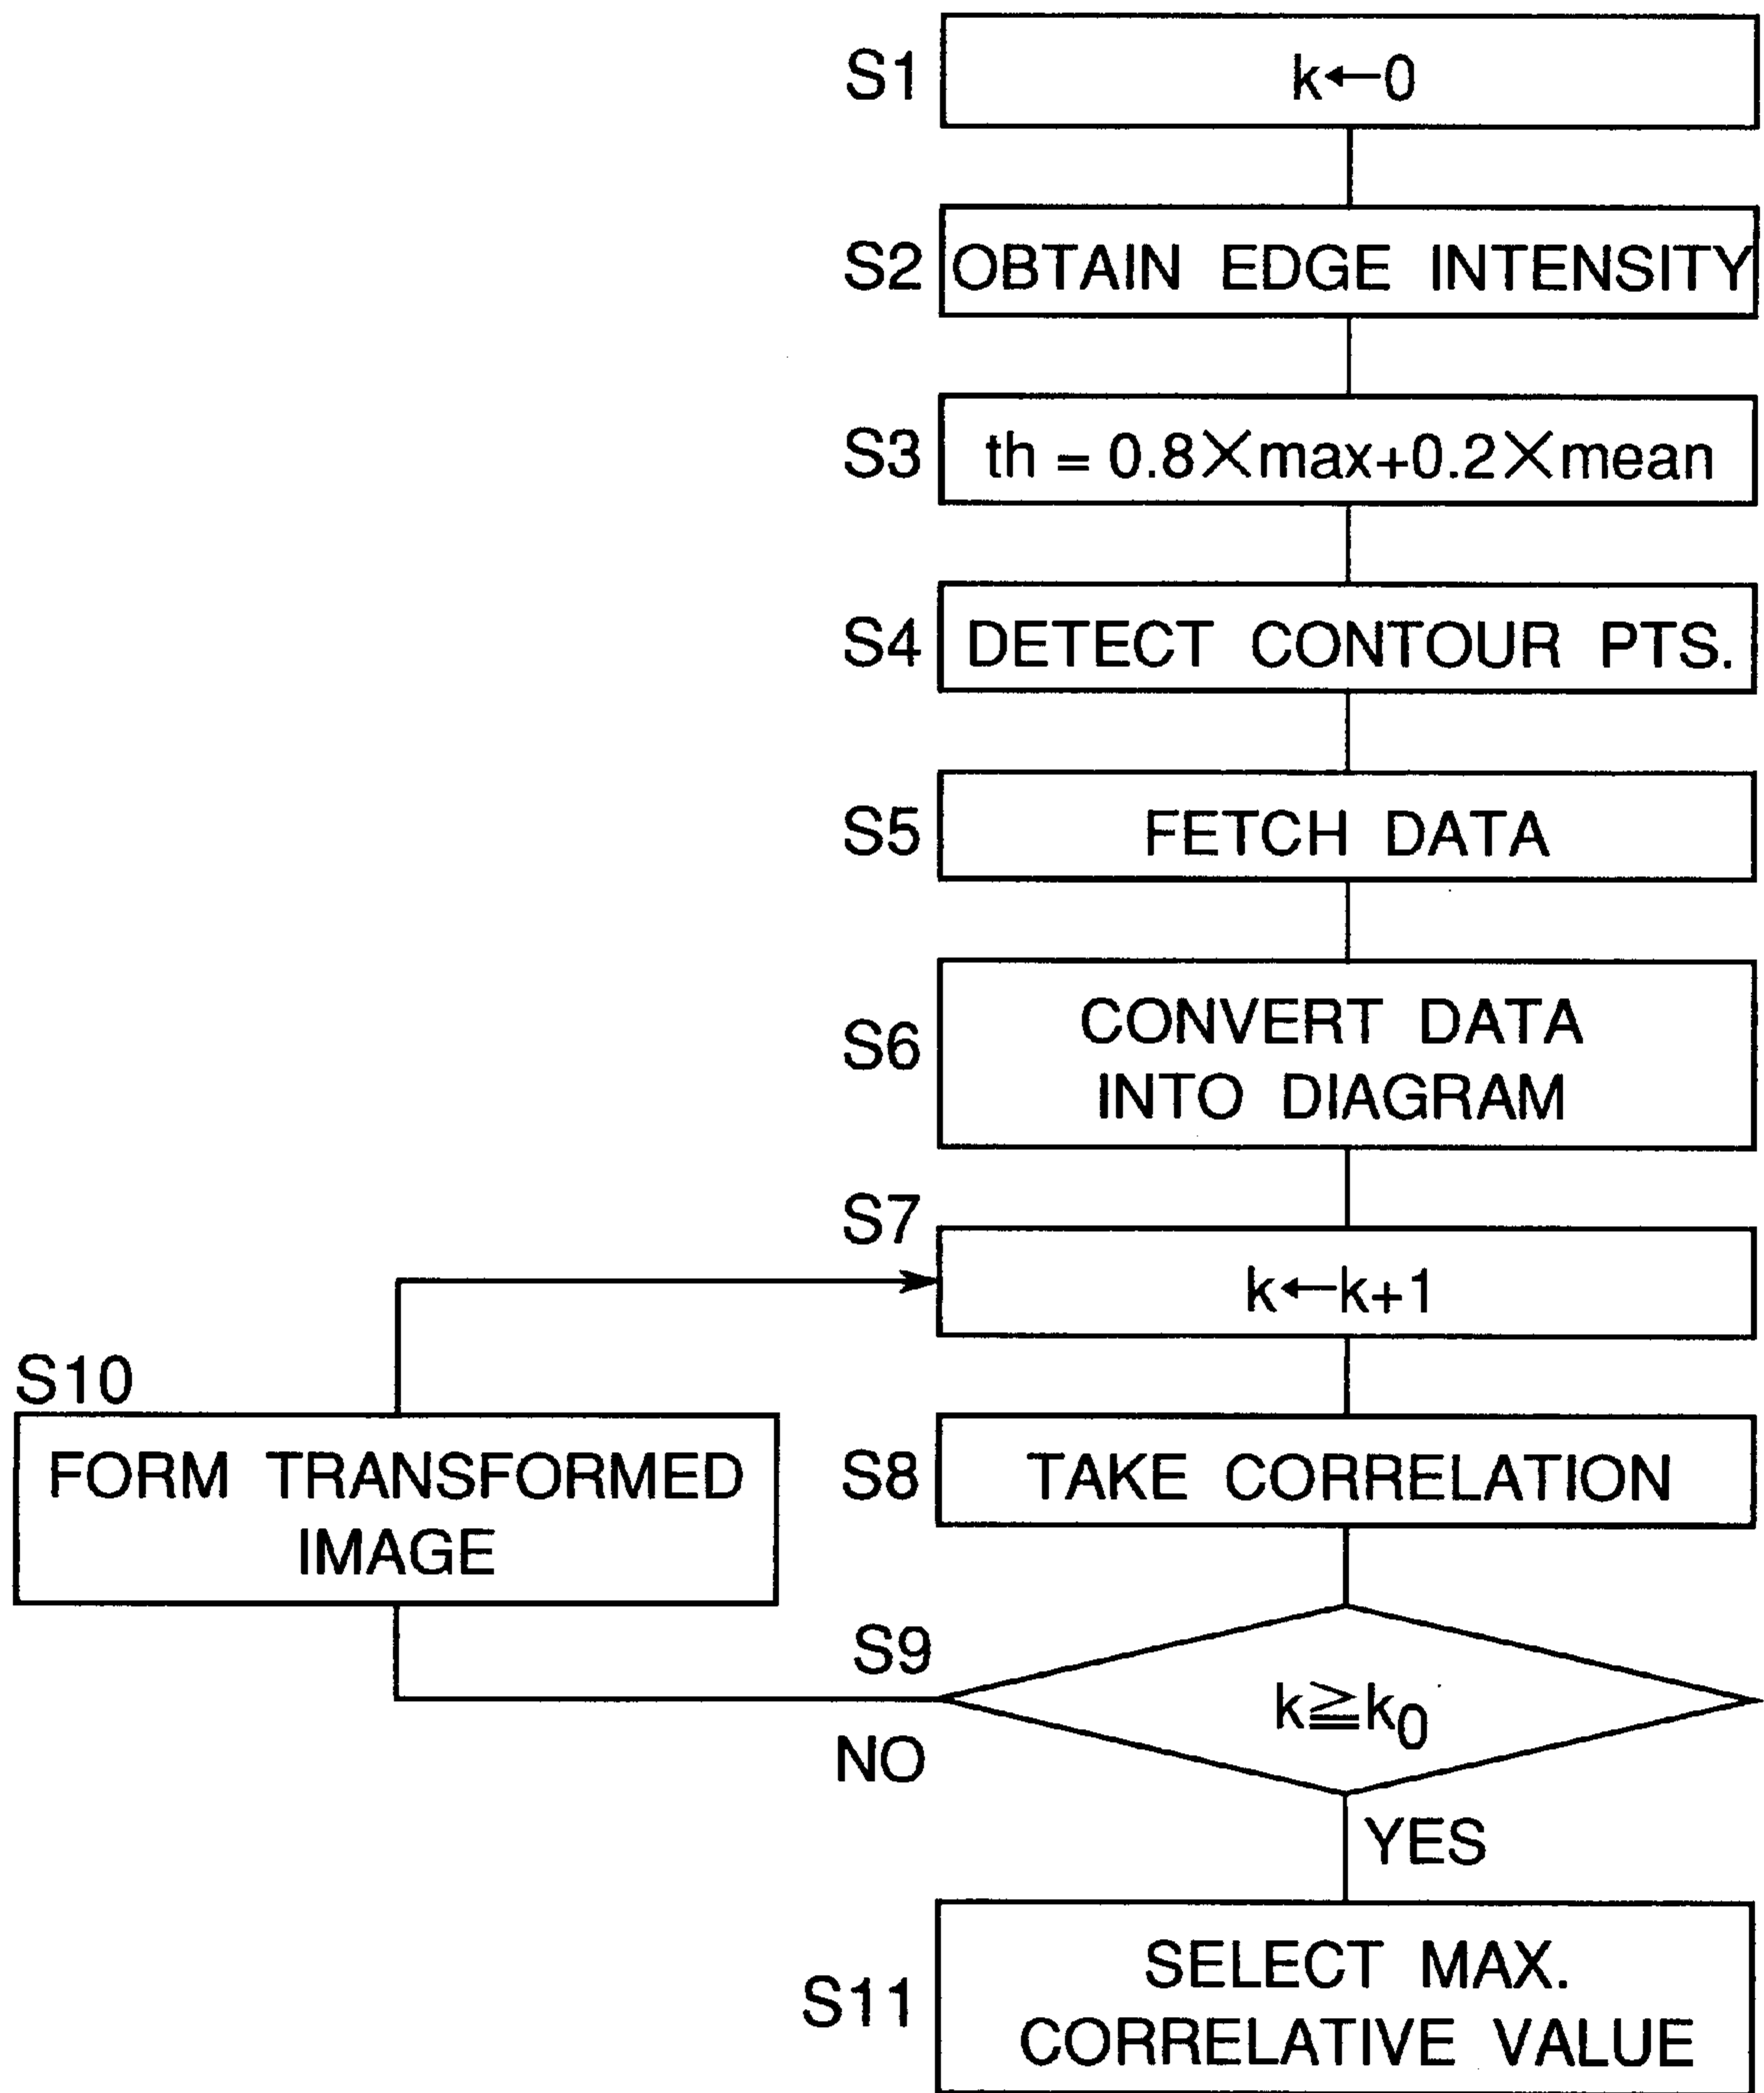 S1
k←0
S2
OBTAIN EDGE INTENSITY
S3
th = 0.8×max+0.2×mean
S4
DETECT CONTOUR PTS.
S5
FETCH DATA
S6
CONVERT DATA
INTO DIAGRAM
S7
k←k+1
S10
FORM TRANSFORMED
IMAGE
S8
TAKE CORRELATION
S9
k≧k₀
NO
YES
S11
SELECT MAX.
CORRELATIVE VALUE